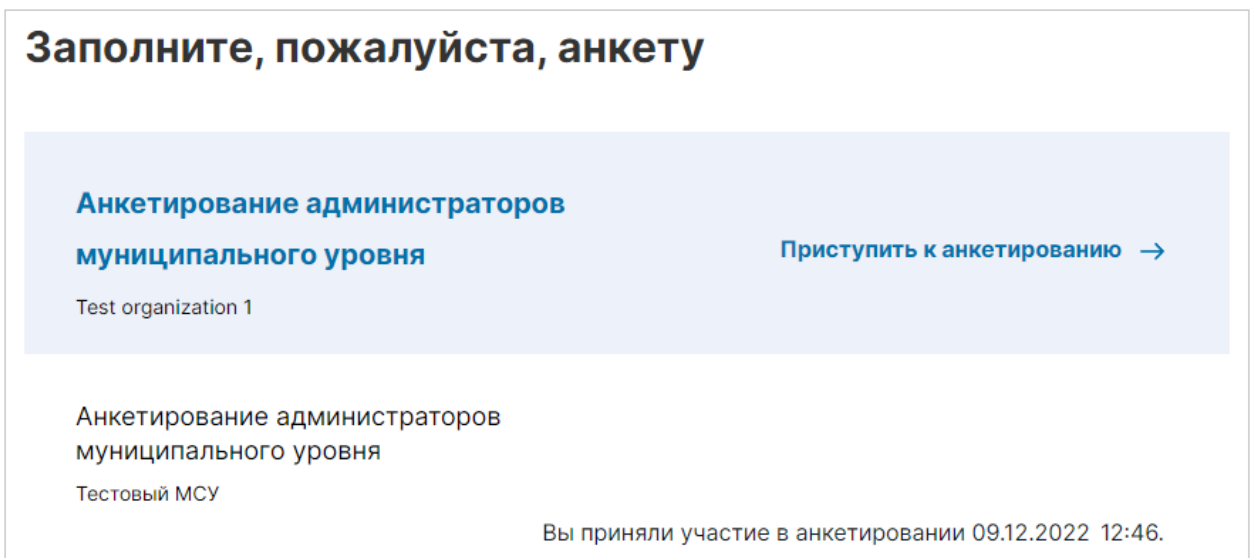 Заполните, пожалуйста, анкету
Анкетирование администраторов
муниципального уровня
Приступить к анкетированию →
Test organization 1
Анкетирование администраторов
муниципального уровня
Тестовый МСУ
Вы приняли участие в анкетировании 09.12.2022 12:46.